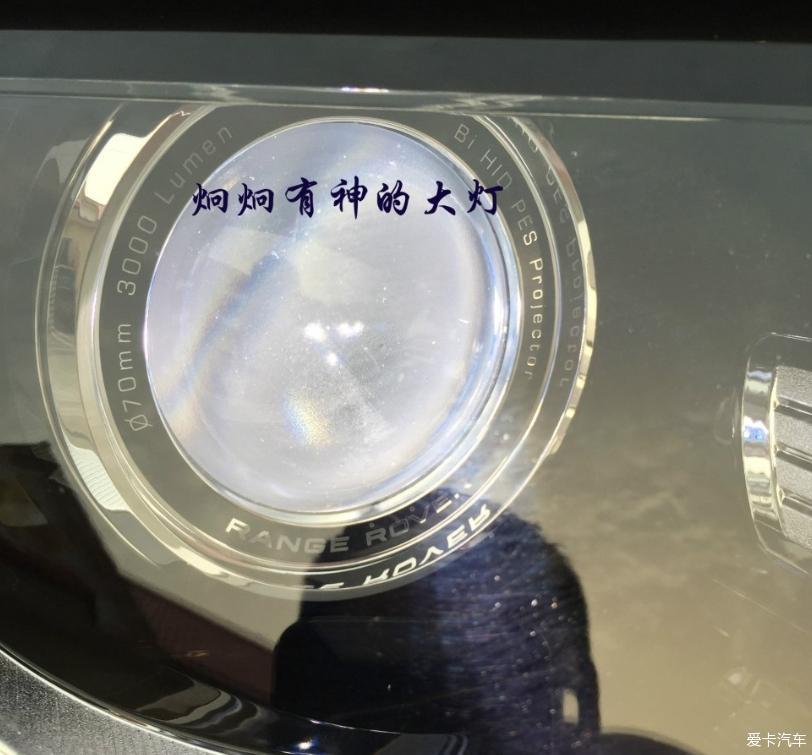 炯炯有神的大灯
Ø70mm 3000 Lumen
Bi HID PES Projector
RANGE ROVER
爱卡汽车